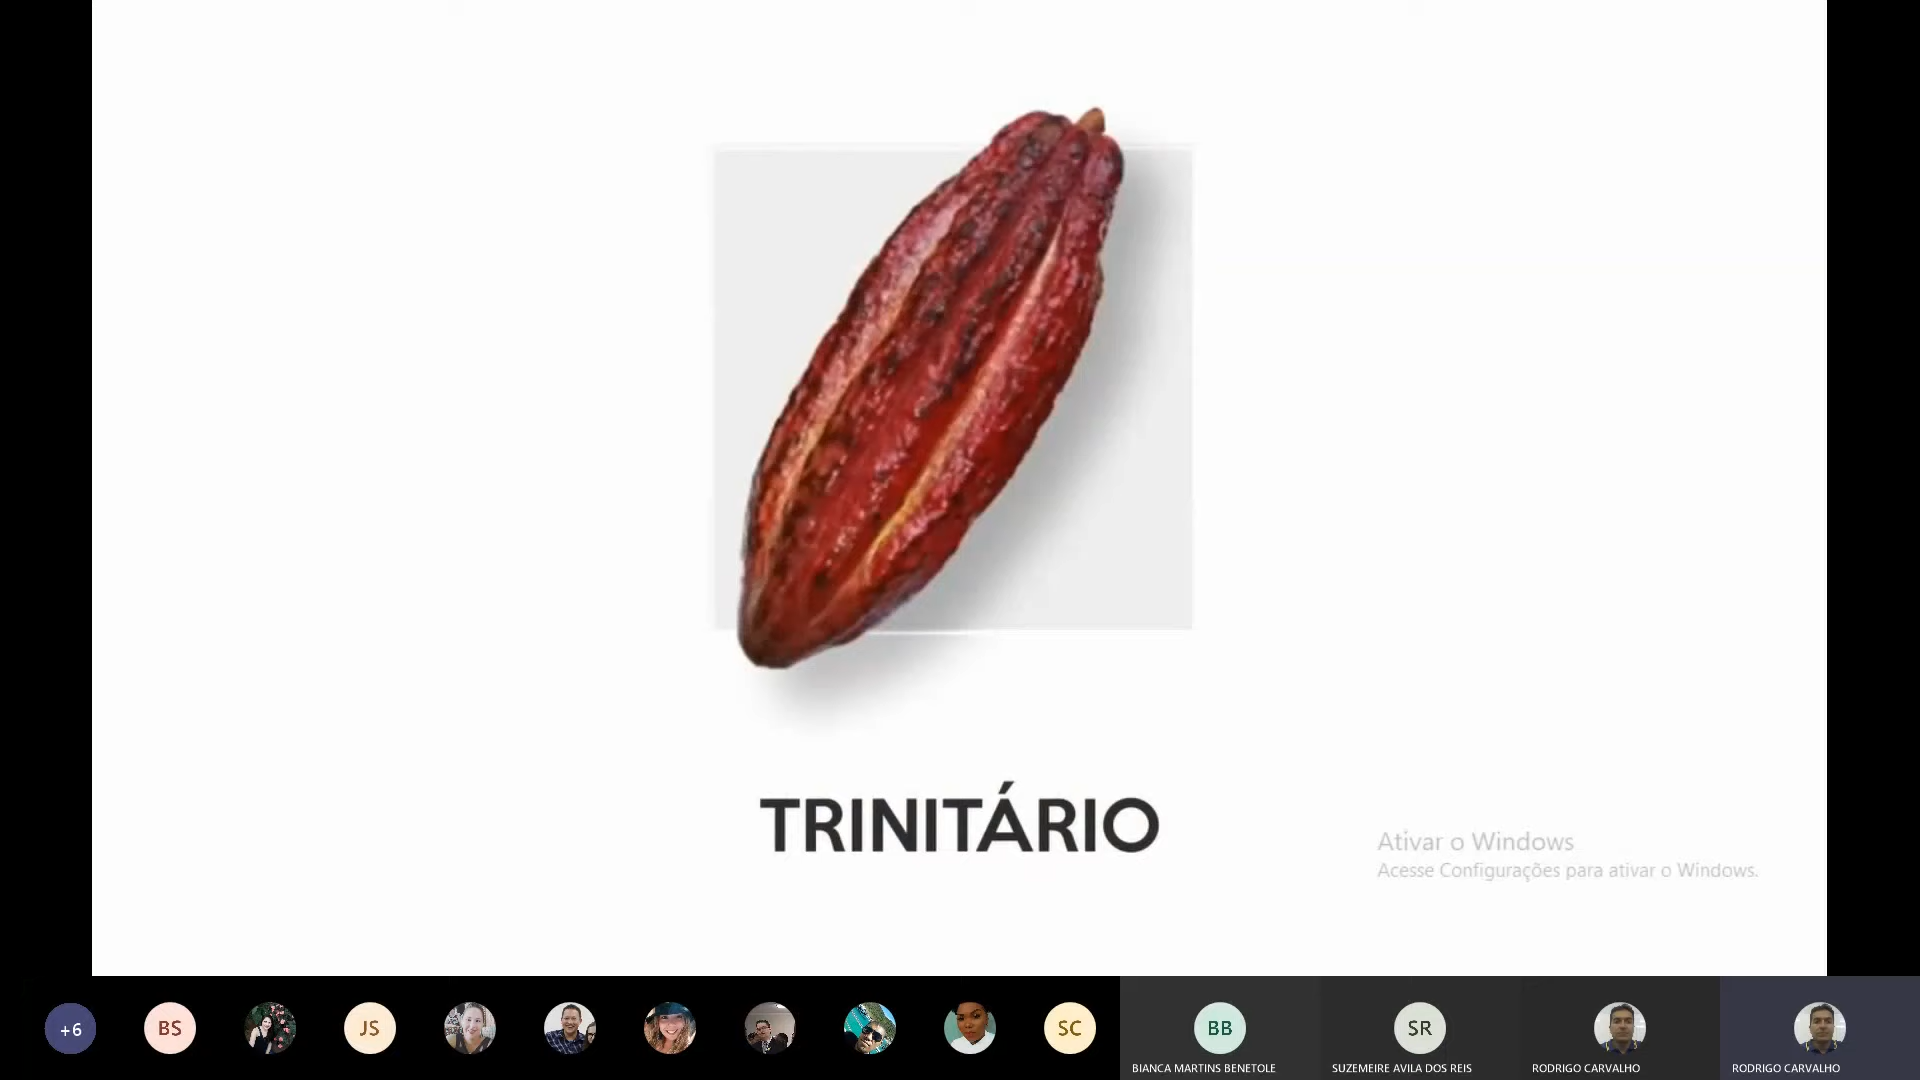 TRINITÁRIO
Ativar o Windows
Acesse Configurações para ativar o Windows.
+6
BS
JS
SC
BB
SR
BIANCA MARTINS BENETOLE
SUZEMEIRE AVILA DOS REIS
RODRIGO CARVALHO
RODRIGO CARVALHO